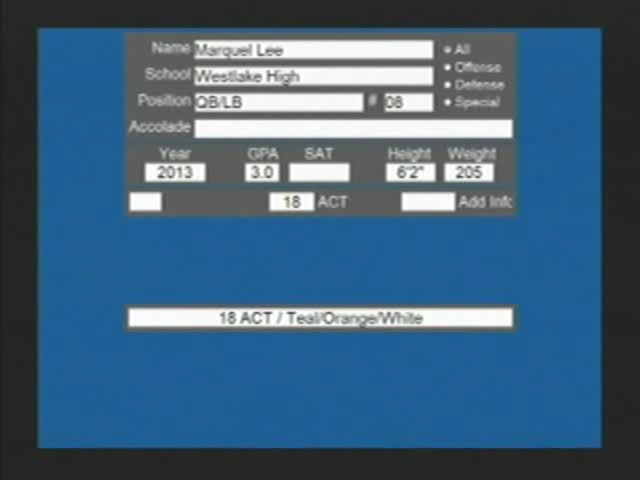 Name Marquel Lee
All
School Westlake High
Offense
Position QB/LB # 08
Defense
Special
Accolade
Year GPA SAT Height Weight
2013 3.0 6'2" 205
18 ACT Add Info
18 ACT / Teal/Orange/White